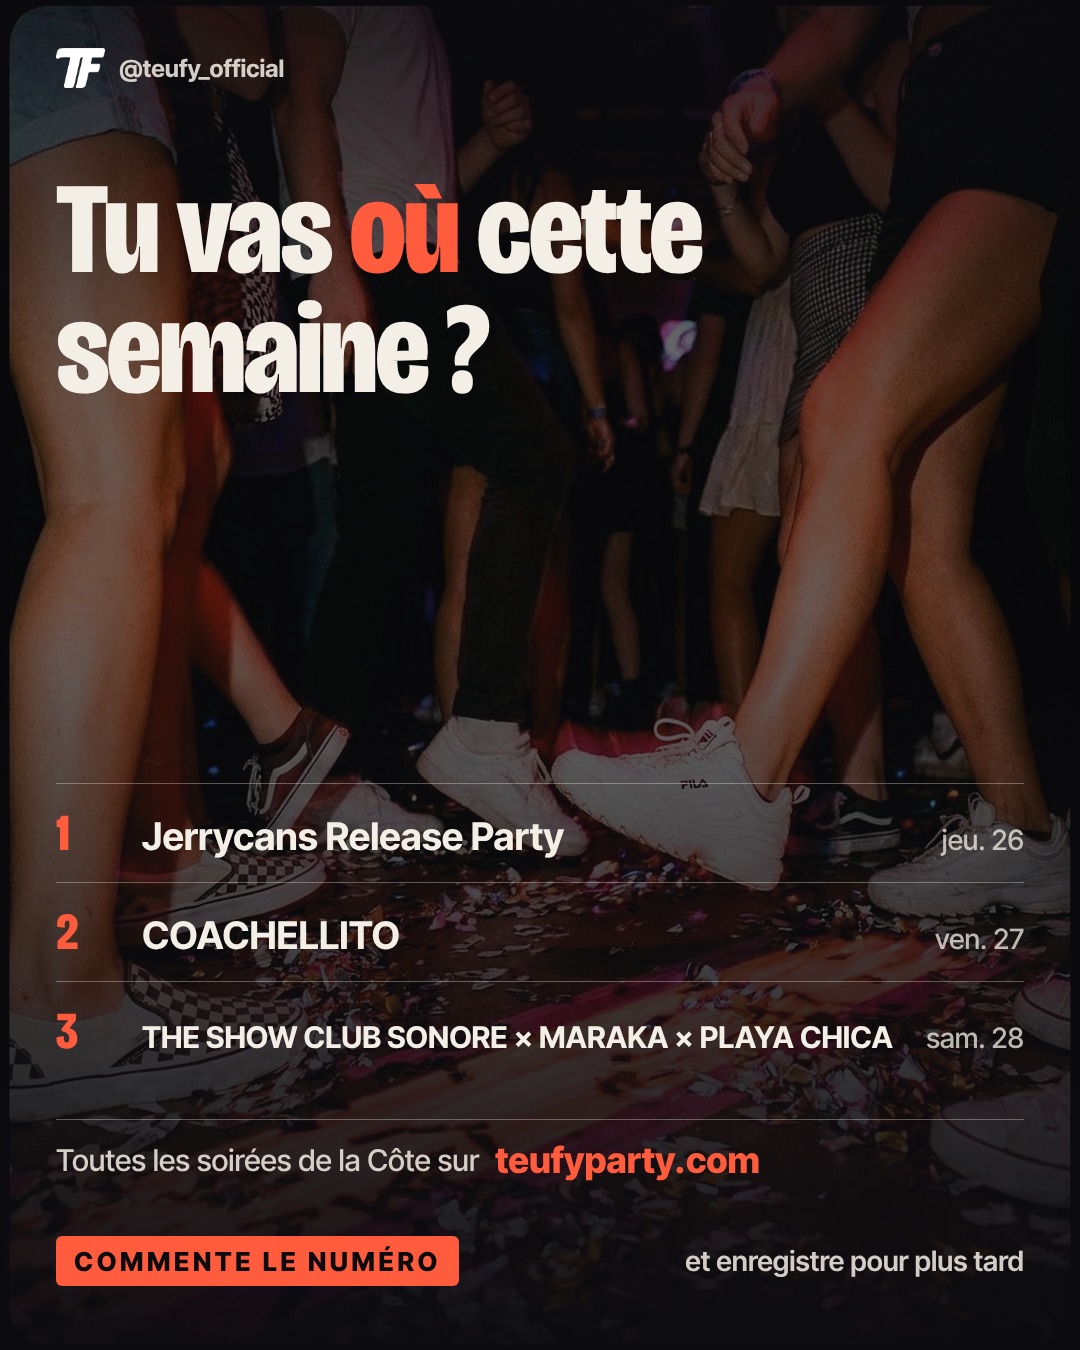 TF @teufy_official
Tu vas où cette
semaine ?
FILA
1 Jerrycans Release Party jeu. 26
2 COACHELLITO ven. 27
3 THE SHOW CLUB SONORE × MARAKA × PLAYA CHICA sam. 28
Toutes les soirées de la Côte sur teufyparty.com
COMMENTE LE NUMÉRO et enregistre pour plus tard